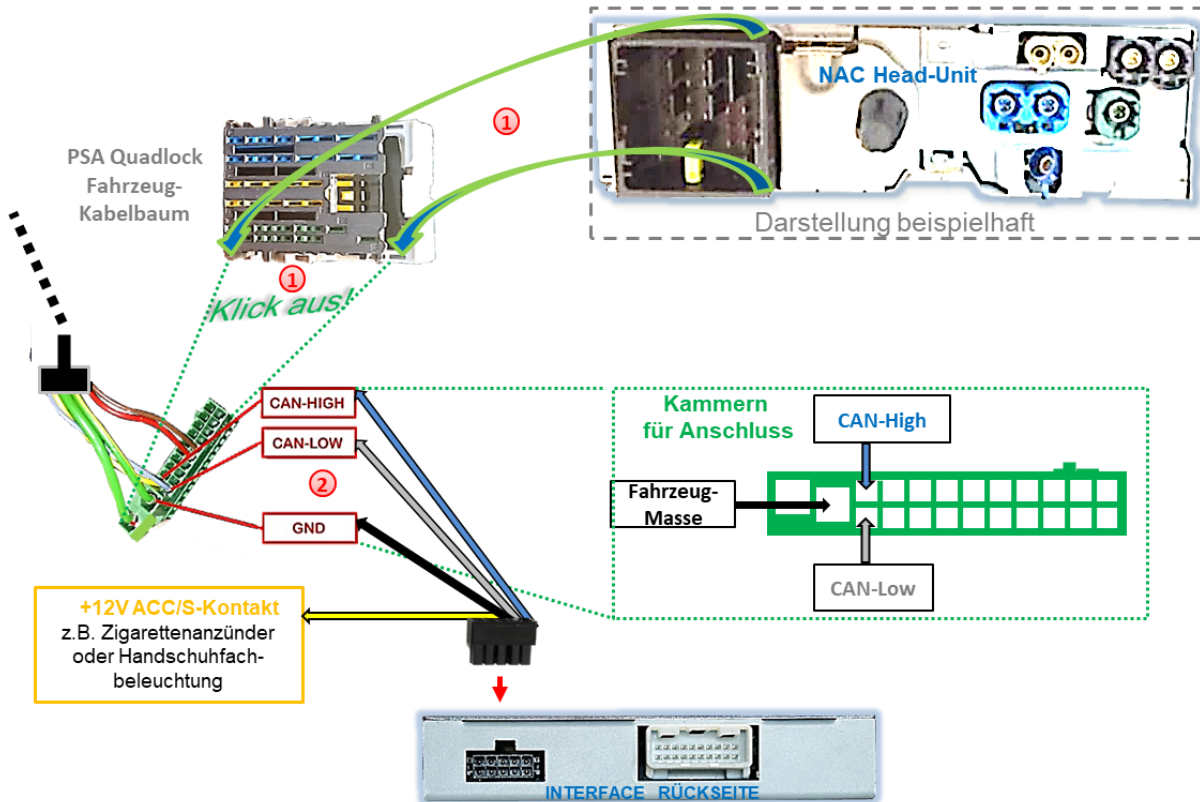 NAC Head-Unit
1
PSA Quadlock
Fahrzeug-
Kabelbaum
Darstellung beispielhaft
1
Klick aus!
CAN-HIGH
CAN-LOW
2
GND
Kammern
für Anschluss
CAN-High
Fahrzeug-
Masse
CAN-Low
+12V ACC/S-Kontakt
z.B. Zigarettenanzünder
oder Handschuhfach-
beleuchtung
INTERFACE RÜCKSEITE